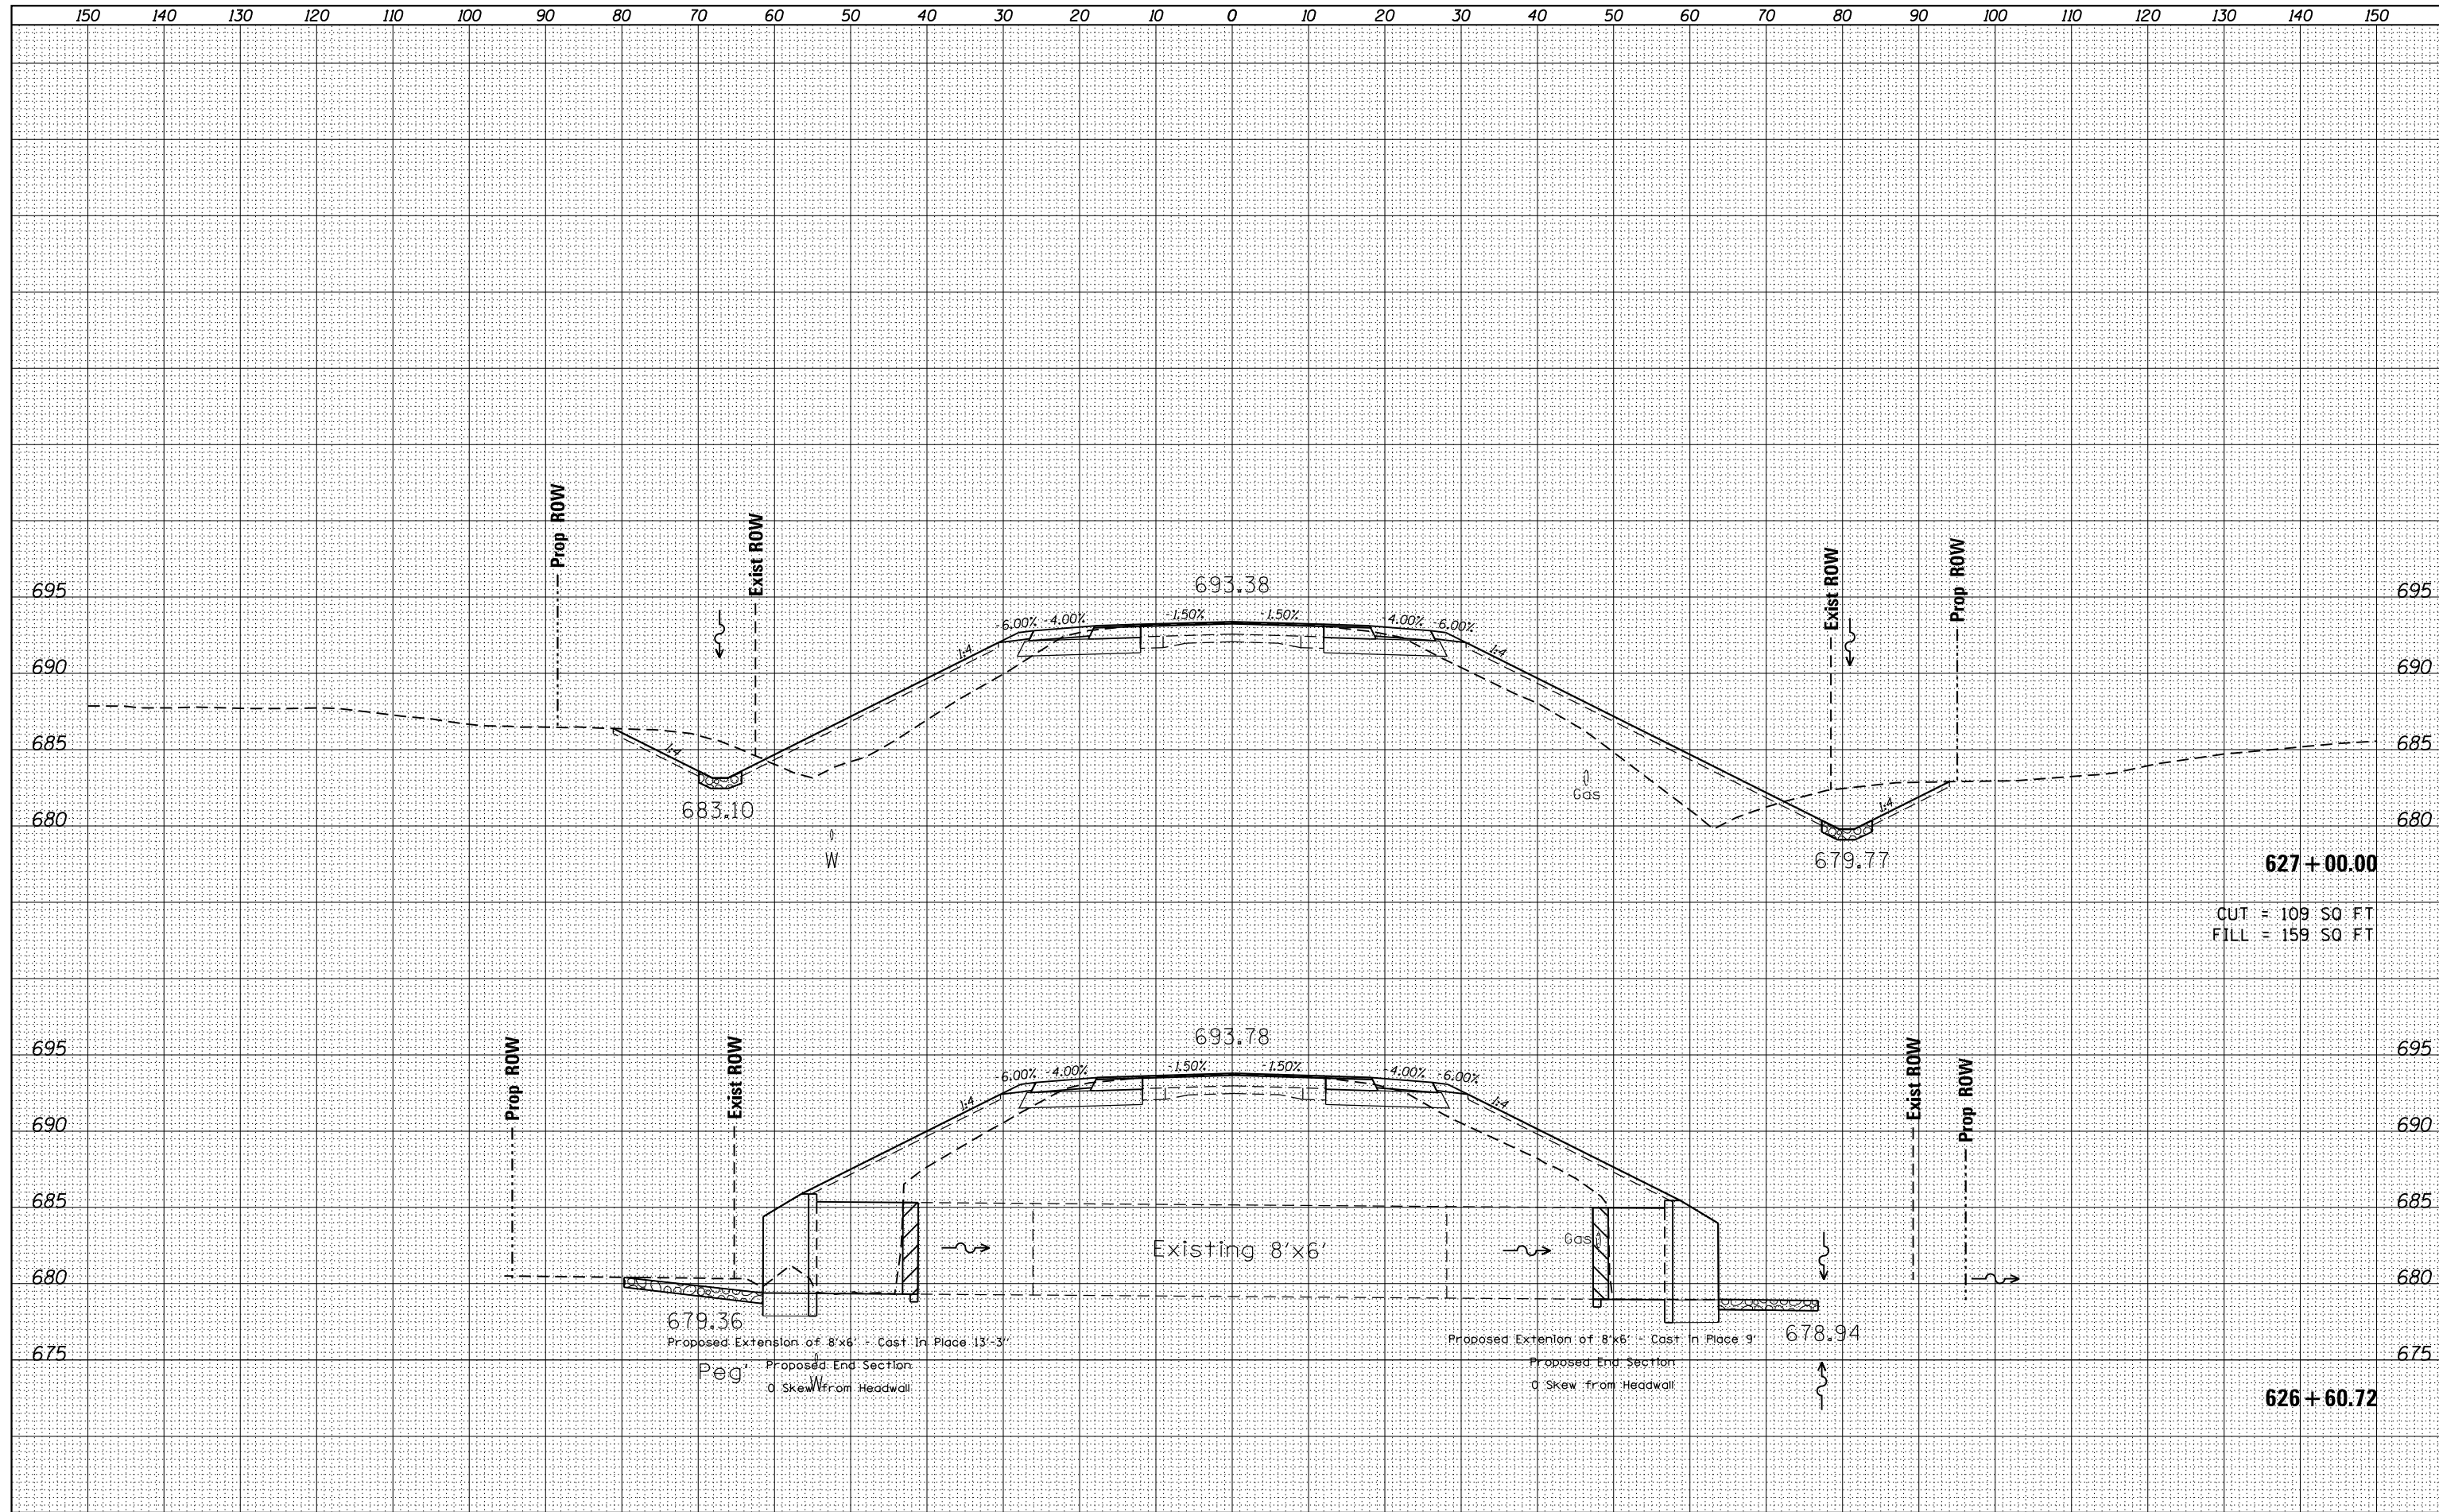 150 140 130 120 110 100 90 80 70 60 50 40 30 20 10 0 10 20 30 40 50 60 70 80 90 100 110 120 130 140 150
Prop ROW
Exist ROW
Exist ROW
Prop ROW
695 693.38 695
-6.00% -4.00% -1.50% -1.50% -4.00% -6.00%
1:4 1:4
690 690
685 1:4 685
683.10 Gas 1:4
680 680
W 679.77 627+00.00
CUT = 109 SQ FT
FILL = 159 SQ FT
Prop ROW
Exist ROW
Exist ROW
Prop ROW
695 693.78 695
-6.00% -4.00% -1.50% -1.50% -4.00% -6.00%
1:4 1:4
690 690
685 685
Existing 8'x6' Gas
680 680
679.36 678.94
Proposed Extension of 8'x6' - Cast In Place 13'-3" Proposed Extenion of 8'x6' - Cast in Place 9'
675 675
Peg' Proposed End Section Proposed End Section
W
0 Skew from Headwall 0 Skew from Headwall
626+60.72